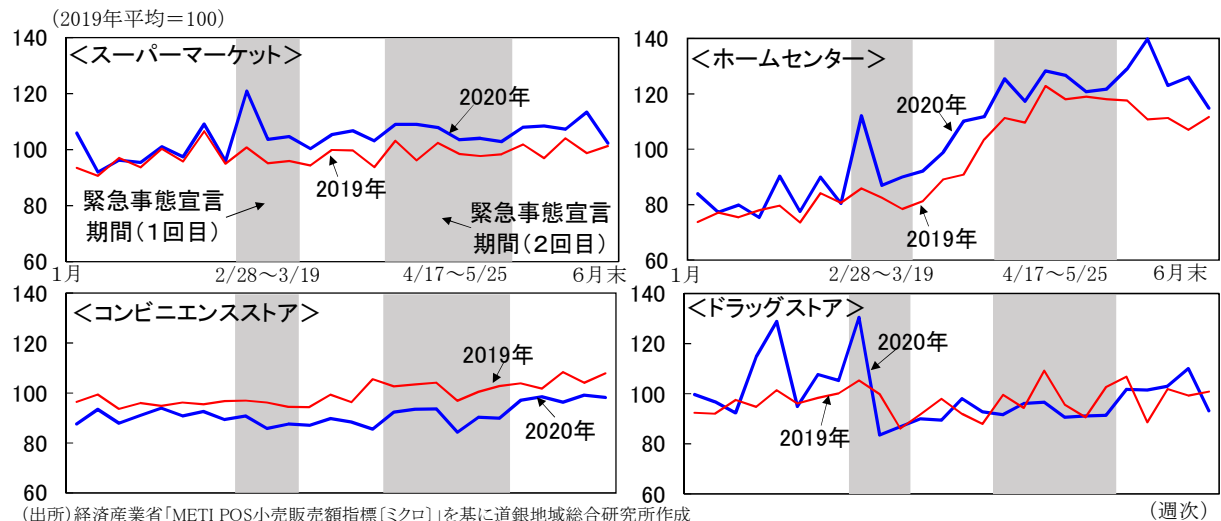 (2019年平均=100)
140
120
100
80
60
<スーパーマーケット>
2020年
2019年
緊急事態宣言
期間(1回目)
緊急事態宣言
期間(2回目)
1月
2/28~3/19
4/17~5/25
6月末
140
120
100
80
60
<ホームセンター>
2020年
2019年
1月
2/28~3/19
4/17~5/25
6月末
140
120
100
80
60
<コンビニエンスストア>
2019年
2020年
140
120
100
80
60
<ドラッグストア>
2020年
2019年
(出所)経済産業省「METI POS小売販売額指標[ミクロ]」を基に道銀地域総合研究所作成
(週次)